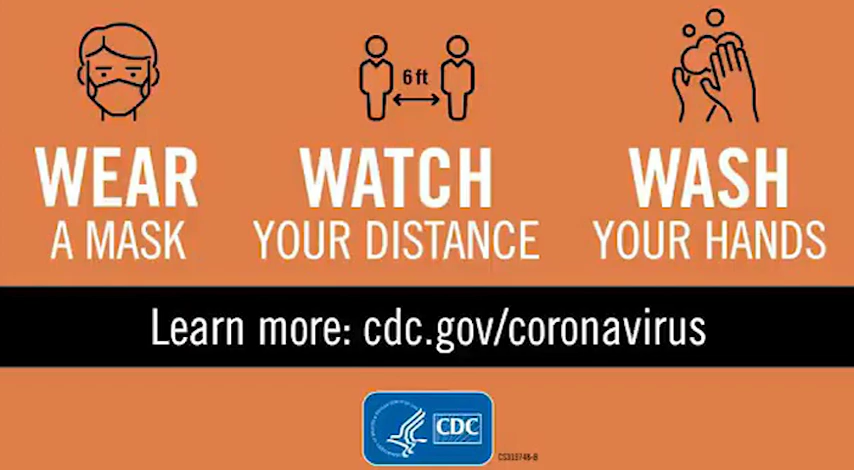 6 ft
WEAR
A MASK
WATCH
YOUR DISTANCE
WASH
YOUR HANDS
Learn more: cdc.gov/coronavirus
CDC